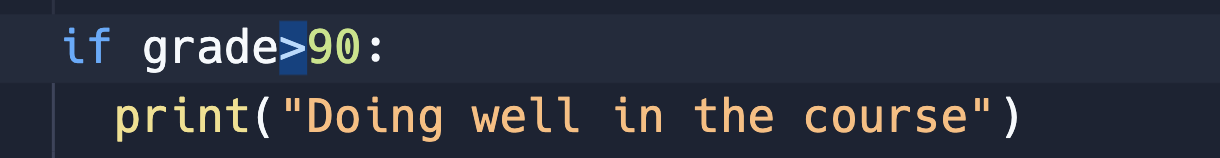 if grade>90:
print("Doing well in the course")